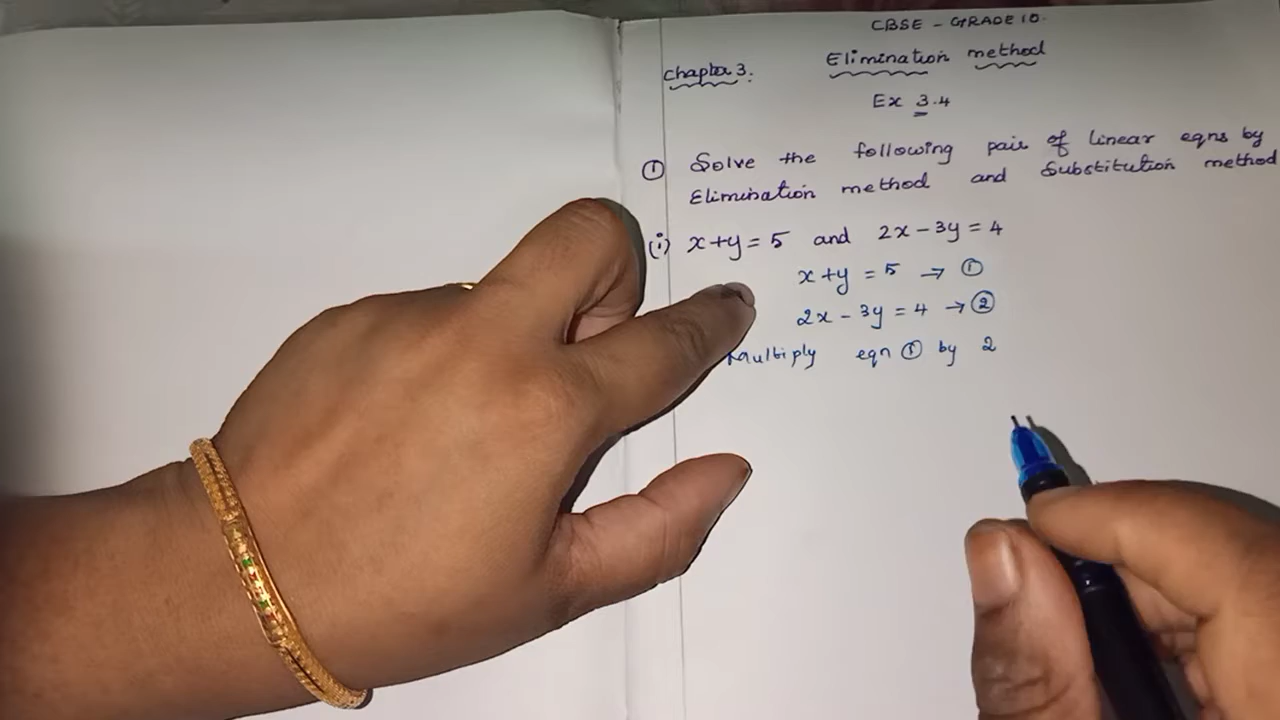 CBSE - GRADE 10.
Chapter 3. Elimination method
Ex 3.4
① Solve the following pair of linear eqns by
Elimination method and Substitution method
(i) x+y = 5 and 2x - 3y = 4
x+y = 5 → ①
2x - 3y = 4 → ②
Multiply eqn ① by 2